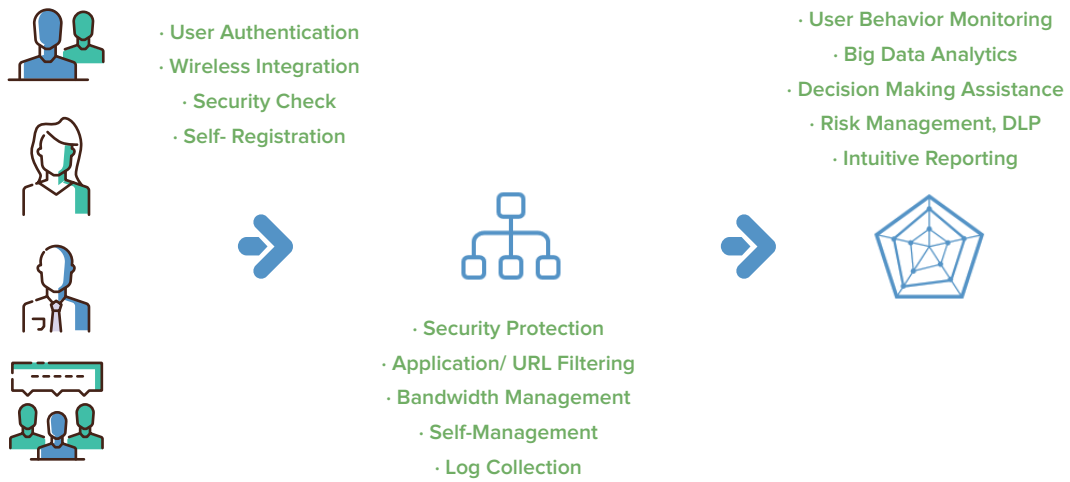 · User Authentication
· Wireless Integration
· Security Check
· Self- Registration
· Security Protection
· Application/ URL Filtering
· Bandwidth Management
· Self-Management
· Log Collection
· User Behavior Monitoring
· Big Data Analytics
· Decision Making Assistance
· Risk Management, DLP
· Intuitive Reporting